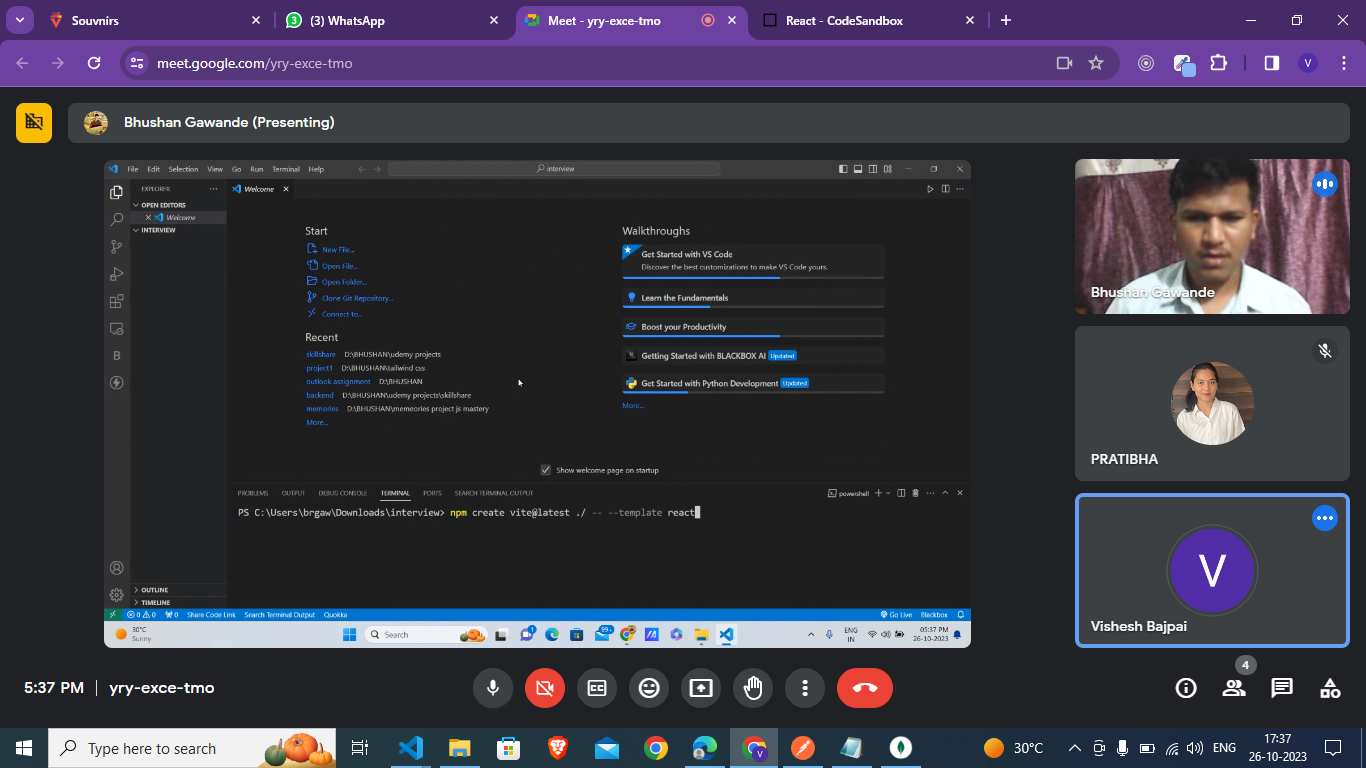 Souvnirs
(3) WhatsApp
Meet - yry-exce-tmo
React - CodeSandbox
meet.google.com/yry-exce-tmo
V
Bhushan Gawande (Presenting)
File Edit Selection View Go Run Terminal Help
interview
EXPLORER
Welcome
OPEN EDITORS
Welcome
INTERVIEW
Start
New File...
Open File...
Open Folder...
Clone Git Repository...
Connect to...
Recent
skillshare D:\BHUSHAN\udemy projects
project1 D:\BHUSHAN\tailwind css
outlook assignment D:\BHUSHAN
backend D:\BHUSHAN\udemy projects\skillshare
memories D:\BHUSHAN\memeories project js mastery
More...
Walkthroughs
Get Started with VS Code
Discover the best customizations to make VS Code yours.
Learn the Fundamentals
Boost your Productivity
Getting Started with BLACKBOX AI Updated
Get Started with Python Development Updated
More...
Show welcome page on startup
PROBLEMS OUTPUT DEBUG CONSOLE TERMINAL PORTS SEARCH TERMINAL OUTPUT
powershell
PS C:\Users\brgaw\Downloads\interview> npm create vite@latest ./ -- --template react
OUTLINE
TIMELINE
0 0 0 Share Code Link Search Terminal Output Quokka
Go Live Blackbox
30°C
Sunny
Search
99+
ENG
IN
05:37 PM
26-10-2023
Bhushan Gawande
PRATIBHA
V
Vishesh Bajpai
5:37 PM | yry-exce-tmo
4
Type here to search
30°C
ENG
17:37
26-10-2023